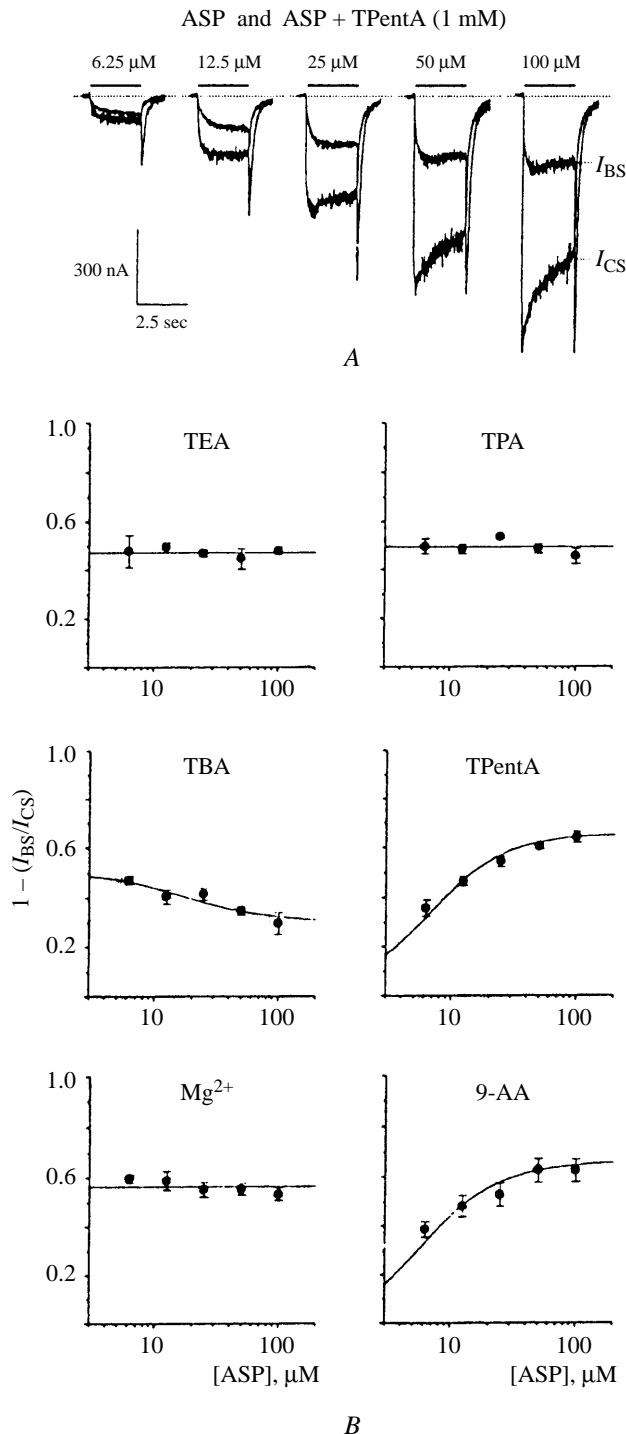 ASP and ASP + TPentA (1 mM)
6.25 μM 12.5 μM 25 μM 50 μM 100 μM
I_BS
I_CS
300 nA
2.5 sec
A
1.0
TEA
TPA
0.6
0.2
10 100 10 100
1.0
TBA
TPentA
0.6
0.2
10 100 10 100
1 – (I_BS/I_CS)
1.0
Mg²⁺
9-AA
0.6
0.2
10 100 10 100
[ASP], μM [ASP], μM
B